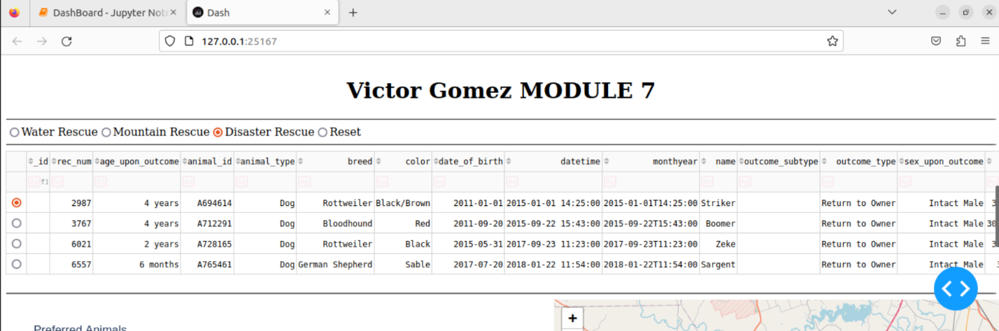 DashBoard - Jupyter Not
Dash
127.0.0.1:25167
Victor Gomez MODULE 7
Water Rescue Mountain Rescue Disaster Rescue Reset
_id rec_num age_upon_outcome animal_id animal_type breed color date_of_birth datetime monthyear name outcome_subtype outcome_type sex_upon_outcome
2987 4 years A694614 Dog Rottweiler Black/Brown 2011-01-01 2015-01-01 14:25:00 2015-01-01T14:25:00 Striker Return to Owner Intact Male 3
3767 4 years A712291 Dog Bloodhound Red 2011-09-20 2015-09-22 15:43:00 2015-09-22T15:43:00 Boomer Return to Owner Intact Male 30
6021 2 years A728165 Dog Rottweiler Black 2015-05-31 2017-09-23 11:23:00 2017-09-23T11:23:00 Zeke Return to Owner Intact Male 3
6557 6 months A765461 Dog German Shepherd Sable 2017-07-20 2018-01-22 11:54:00 2018-01-22T11:54:00 Sargent Return to Owner Intact Male
Preferred Animals
+